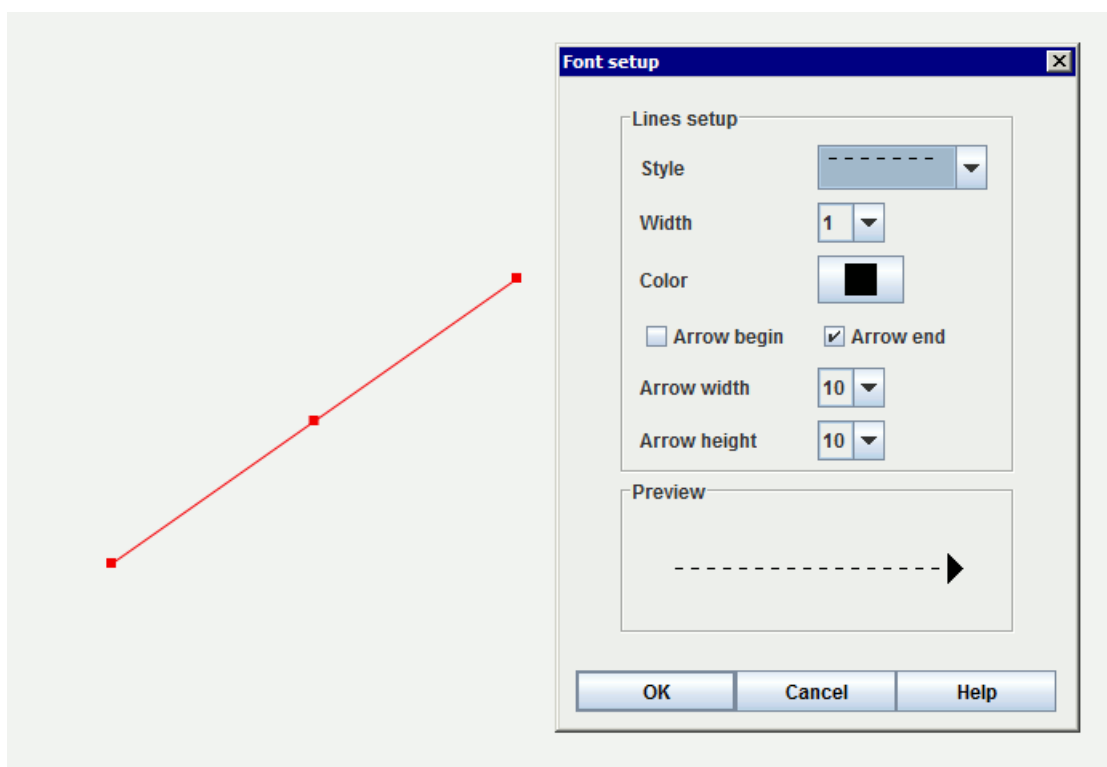 Font setup
Lines setup
Style
Width 1
Color
Arrow begin Arrow end
Arrow width 10
Arrow height 10
Preview
OK Cancel Help